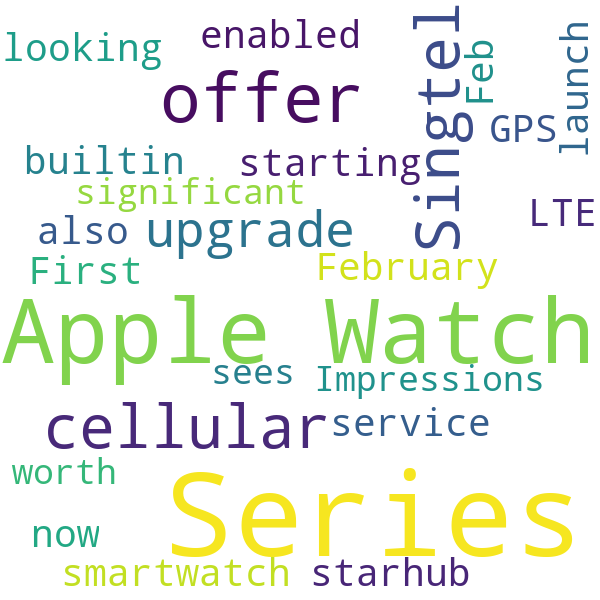 looking
enabled
Singtel
Feb
launch
offer
GPS
builtin
starting
significant
LTE
also
upgrade
First
February
Apple Watch
sees
Impressions
cellular
service
worth
Series
now
smartwatch
starhub